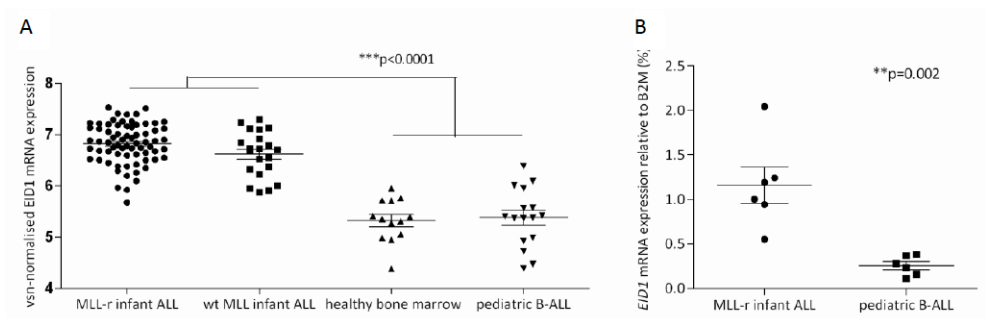 A
***p<0.0001
vsn-normalised EID1 mRNA expression
8
7
6
5
4
MLL-r infant ALL
wt MLL infant ALL
healthy bone marrow
pediatric B-ALL
B
**p=0.002
EID1 mRNA expression relative to B2M (%)
2.5
2.0
1.5
1.0
0.5
0.0
MLL-r infant ALL
pediatric B-ALL